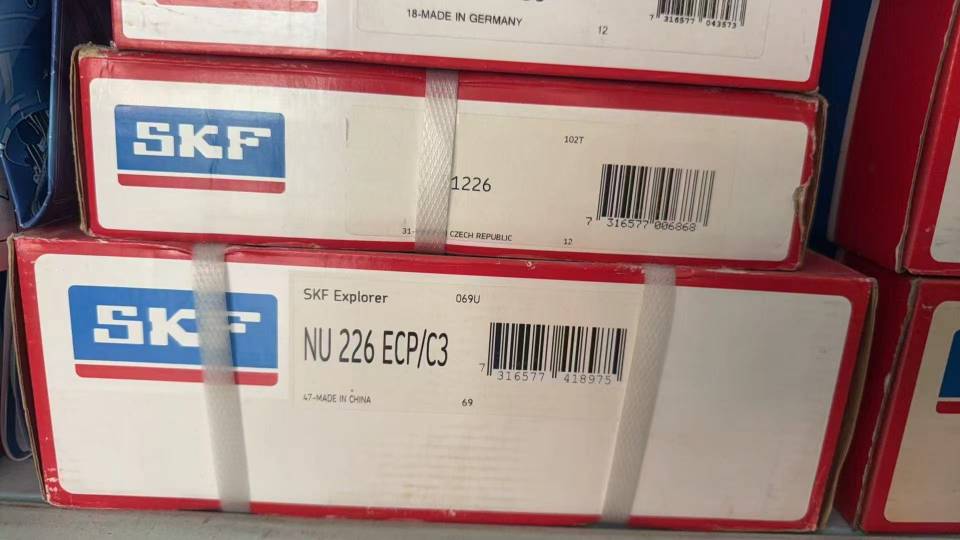 18-MADE IN GERMANY
12
7 316577 043573
SKF
102T
1226
7 316577 006868
31-
CZECH REPUBLIC
12
SKF
SKF Explorer
069U
NU 226 ECP/C3
7 316577 418975
47-MADE IN CHINA
69